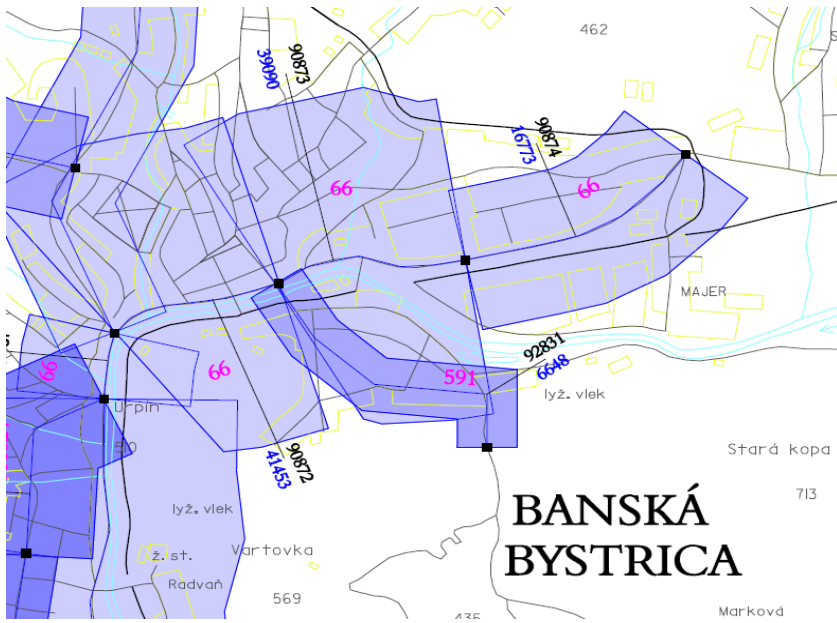 462
90873
39090
90874
16773
66
66
MAJER
92831
6648
66
66
591
lyž. vlek
Urpín
90872
41453
Stará kopa
713
lyž. vlek
BANSKÁ
BYSTRICA
Vartovka
ž. st.
Radvaň
569
435
Marková